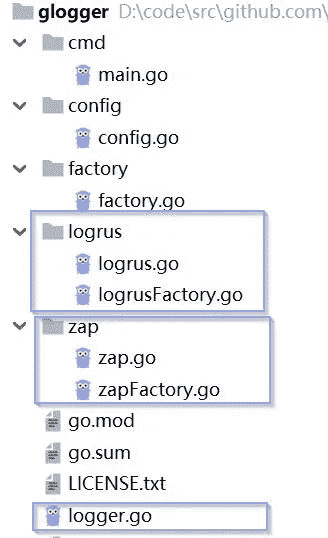 glogger D:\code\src\github.com\
cmd
main.go
config
config.go
factory
factory.go
logrus
logrus.go
logrusFactory.go
zap
zap.go
zapFactory.go
go.mod
go.sum
LICENSE.txt
logger.go